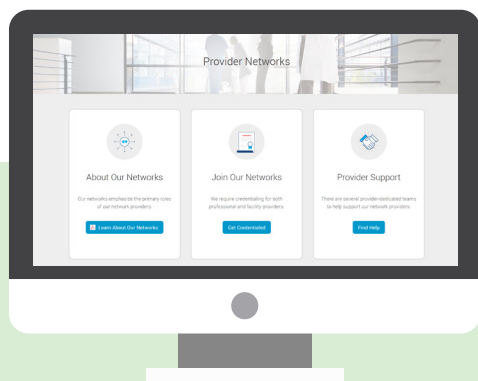 Provider Networks
About Our Networks
Our networks emphasize the primary roles
of our network providers.
Learn About Our Networks
Join Our Networks
We require credentialing for both
professional and facility providers.
Get Credentialed
Provider Support
There are several provider-dedicated teams
to help support our network providers.
Find Help